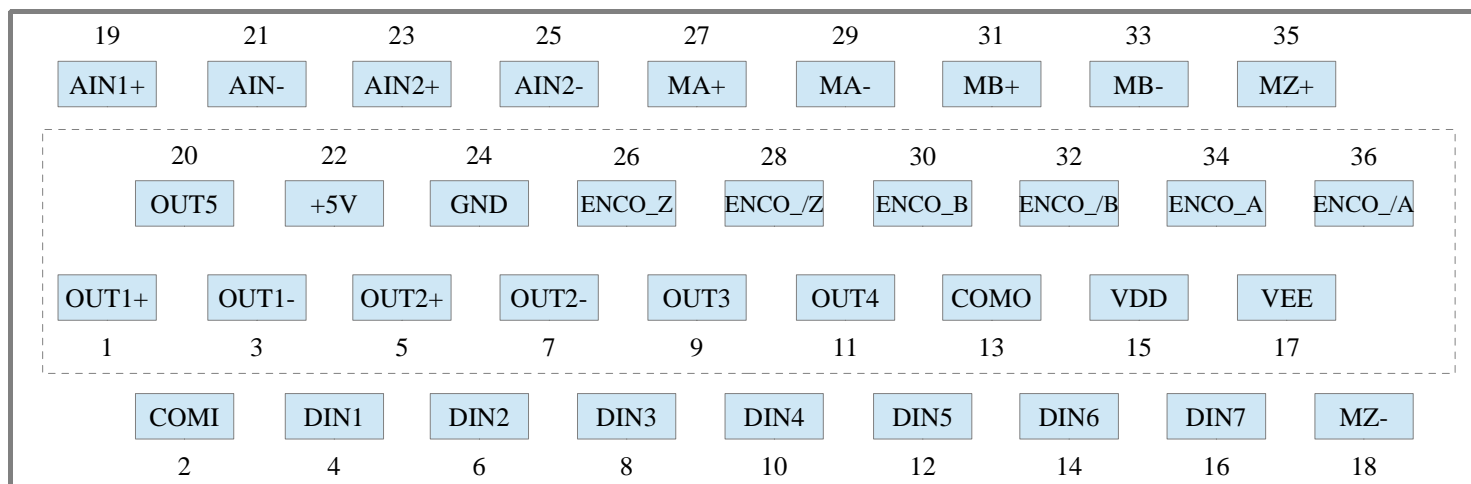 19 21 23 25 27 29 31 33 35
AIN1+ AIN- AIN2+ AIN2- MA+ MA- MB+ MB- MZ+
20 22 24 26 28 30 32 34 36
OUT5 +5V GND ENCO_Z ENCO_/Z ENCO_B ENCO_/B ENCO_A ENCO_/A
OUT1+ OUT1- OUT2+ OUT2- OUT3 OUT4 COMO VDD VEE
1 3 5 7 9 11 13 15 17
COMI DIN1 DIN2 DIN3 DIN4 DIN5 DIN6 DIN7 MZ-
2 4 6 8 10 12 14 16 18